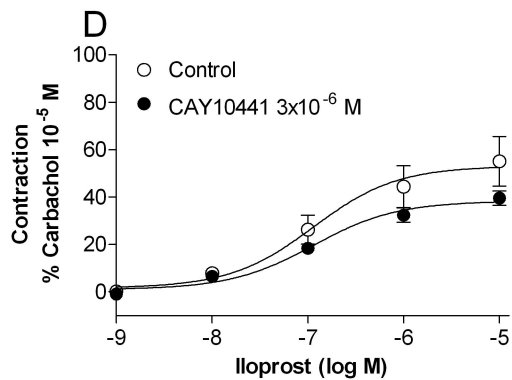 D
100
80
60
40
20
0
Contraction
% Carbachol 10-5 M
Control
CAY10441 3x10-6 M
-9 -8 -7 -6 -5
Iloprost (log M)